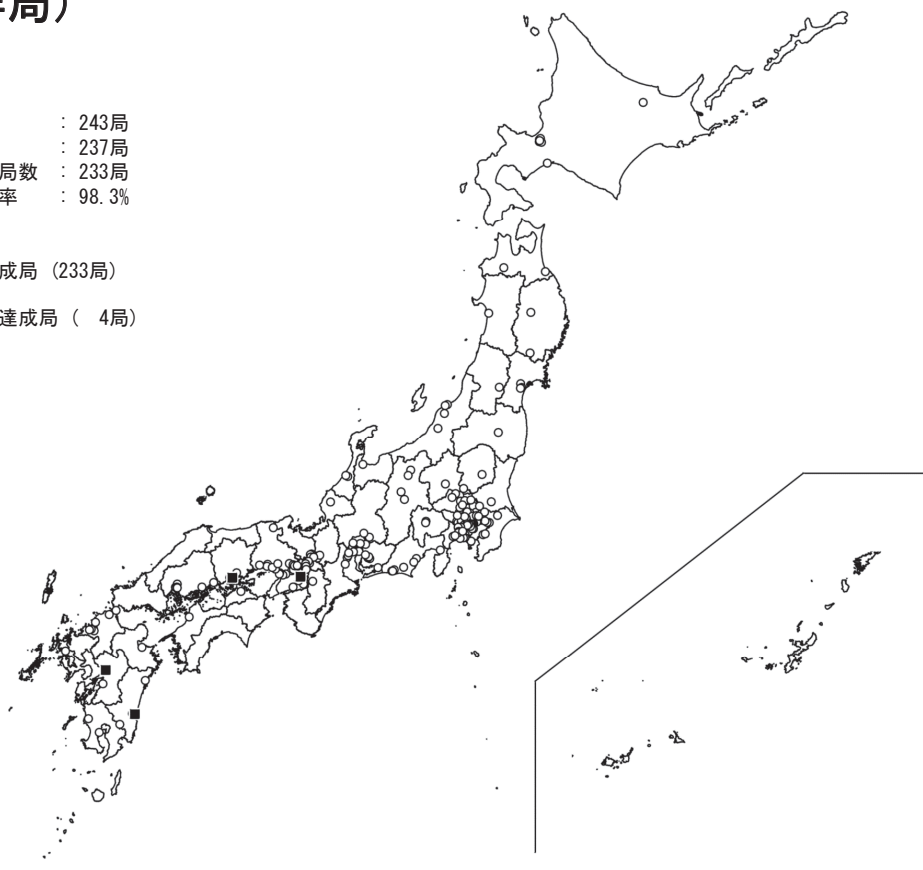 局）
: 243局
: 237局
局数 : 233局
率 : 98.3%
成局 (233局)
達成局 ( 4局)